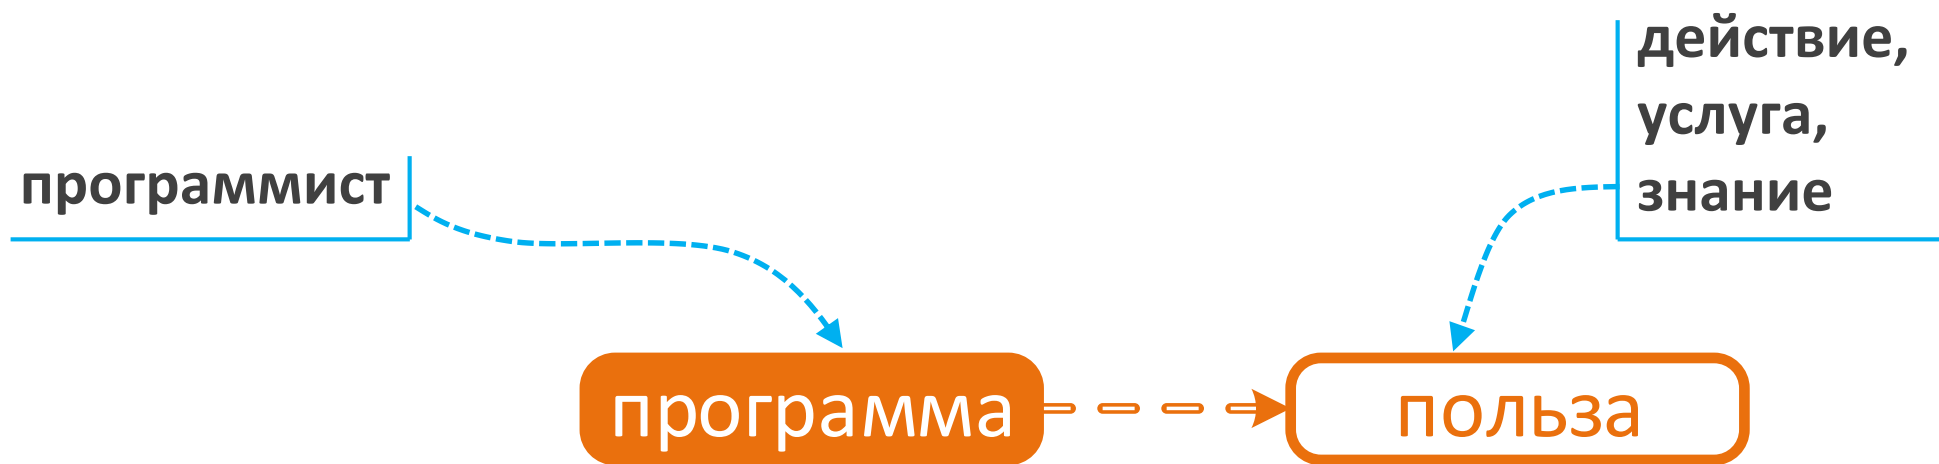 действие,
услуга,
знание
программист
программа
польза